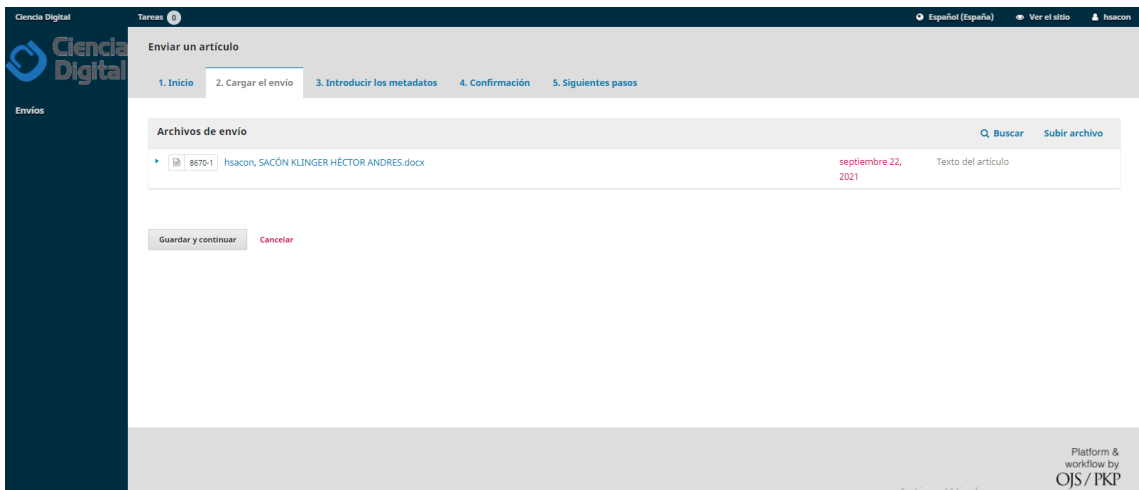 Ciencia Digital
Tareas 0
Español (España) Ver el sitio hsacon
Ciencia
Digital
Envíos
Enviar un artículo
1. Inicio 2. Cargar el envío 3. Introducir los metadatos 4. Confirmación 5. Siguientes pasos
Archivos de envío
Buscar Subir archivo
8670-1 hsacon, SACÓN KLINGER HÉCTOR ANDRES.docx septiembre 22, Texto del artículo
2021
Guardar y continuar Cancelar
Platform &
workflow by
OJS / PKP